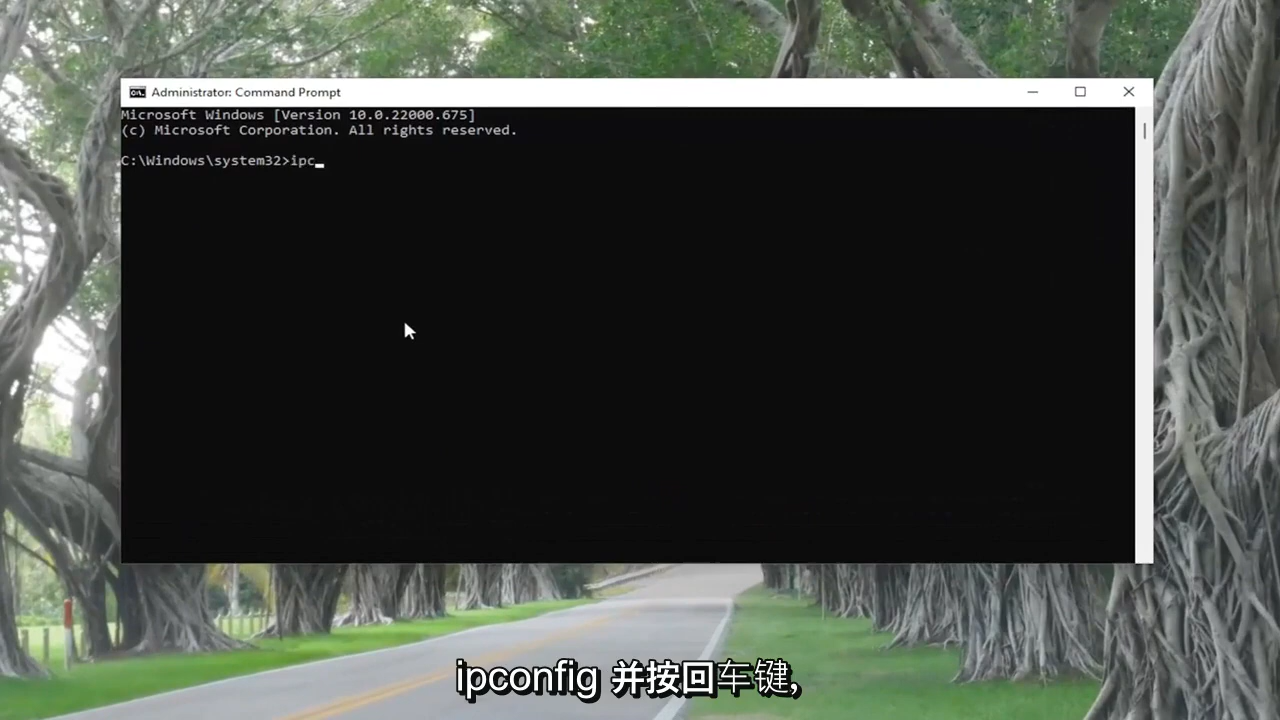 Administrator: Command Prompt
Microsoft Windows [Version 10.0.22000.675]
(c) Microsoft Corporation. All rights reserved.
C:\Windows\system32>ipc
ipconfig 并按回车键,